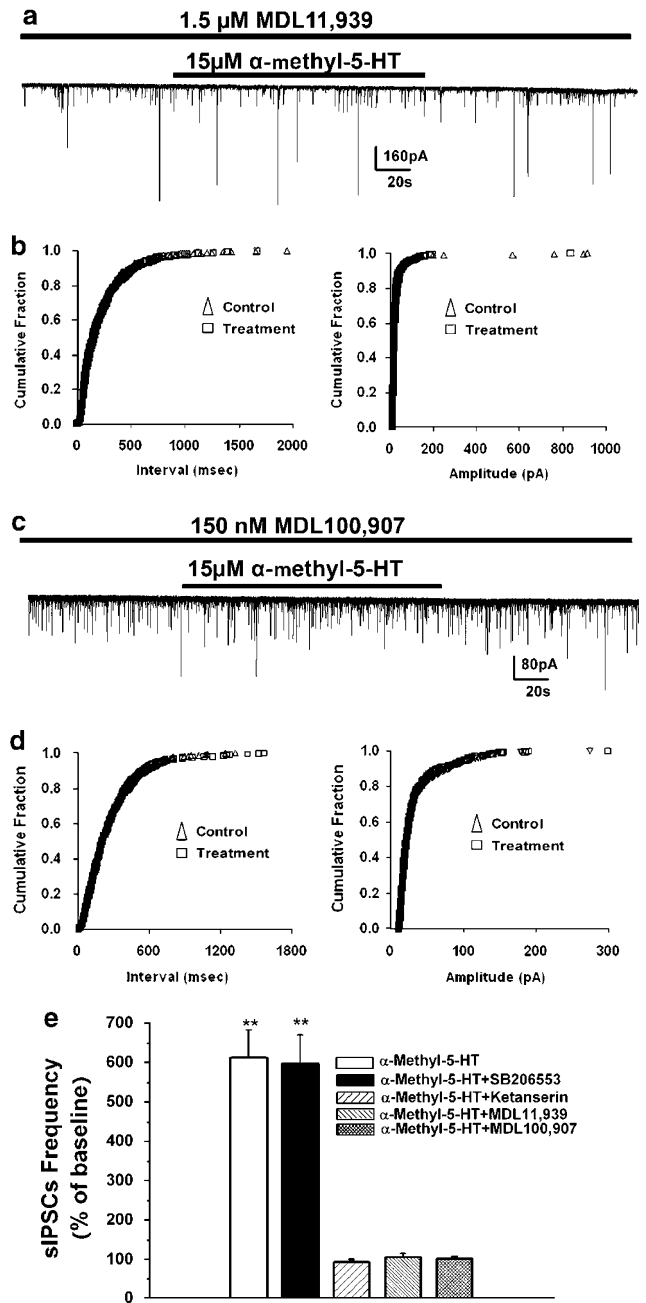 a
1.5 µM MDL11,939
15µM α-methyl-5-HT
160pA
20s
b
Cumulative Fraction
1.0
0.8
0.6
0.4
0.2
0.0
Control
Treatment
0 500 1000 1500 2000
Interval (msec)
Cumulative Fraction
1.0
0.8
0.6
0.4
0.2
0.0
Control
Treatment
0 200 400 600 800 1000
Amplitude (pA)
c
150 nM MDL100,907
15µM α-methyl-5-HT
80pA
20s
d
Cumulative Fraction
1.0
0.8
0.6
0.4
0.2
0.0
Control
Treatment
0 600 1200 1800
Interval (msec)
Cumulative Fraction
1.0
0.8
0.6
0.4
0.2
0.0
Control
Treatment
0 100 200 300
Amplitude (pA)
e
sIPSCs Frequency
(% of baseline)
700
600
500
400
300
200
100
0
** **
α-Methyl-5-HT
α-Methyl-5-HT+SB206553
α-Methyl-5-HT+Ketanserin
α-Methyl-5-HT+MDL11,939
α-Methyl-5-HT+MDL100,907